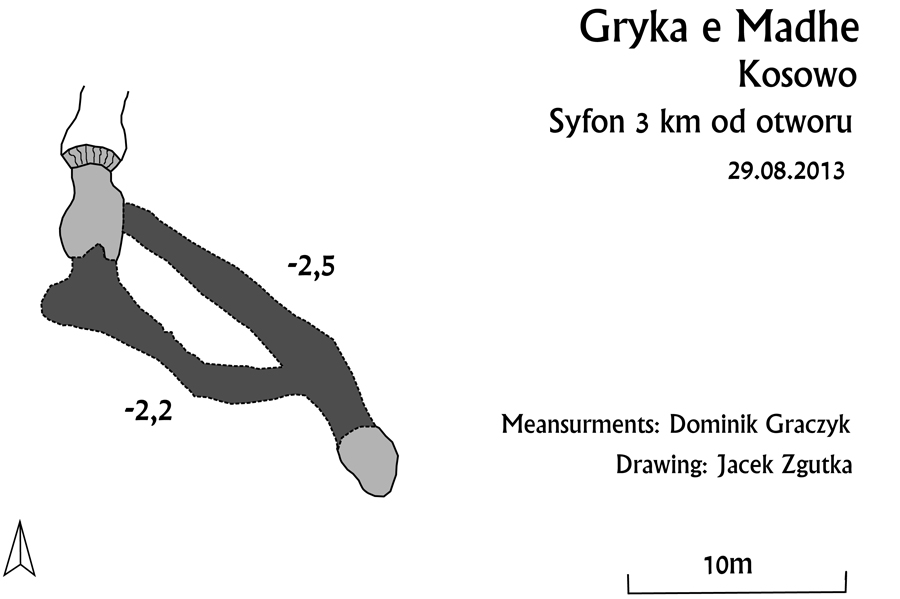 Gryka e Madhe
Kosowo
Syfon 3 km od otworu
29.08.2013
-2,5
-2,2
Meansurments: Dominik Graczyk
Drawing: Jacek Zgutka
10m